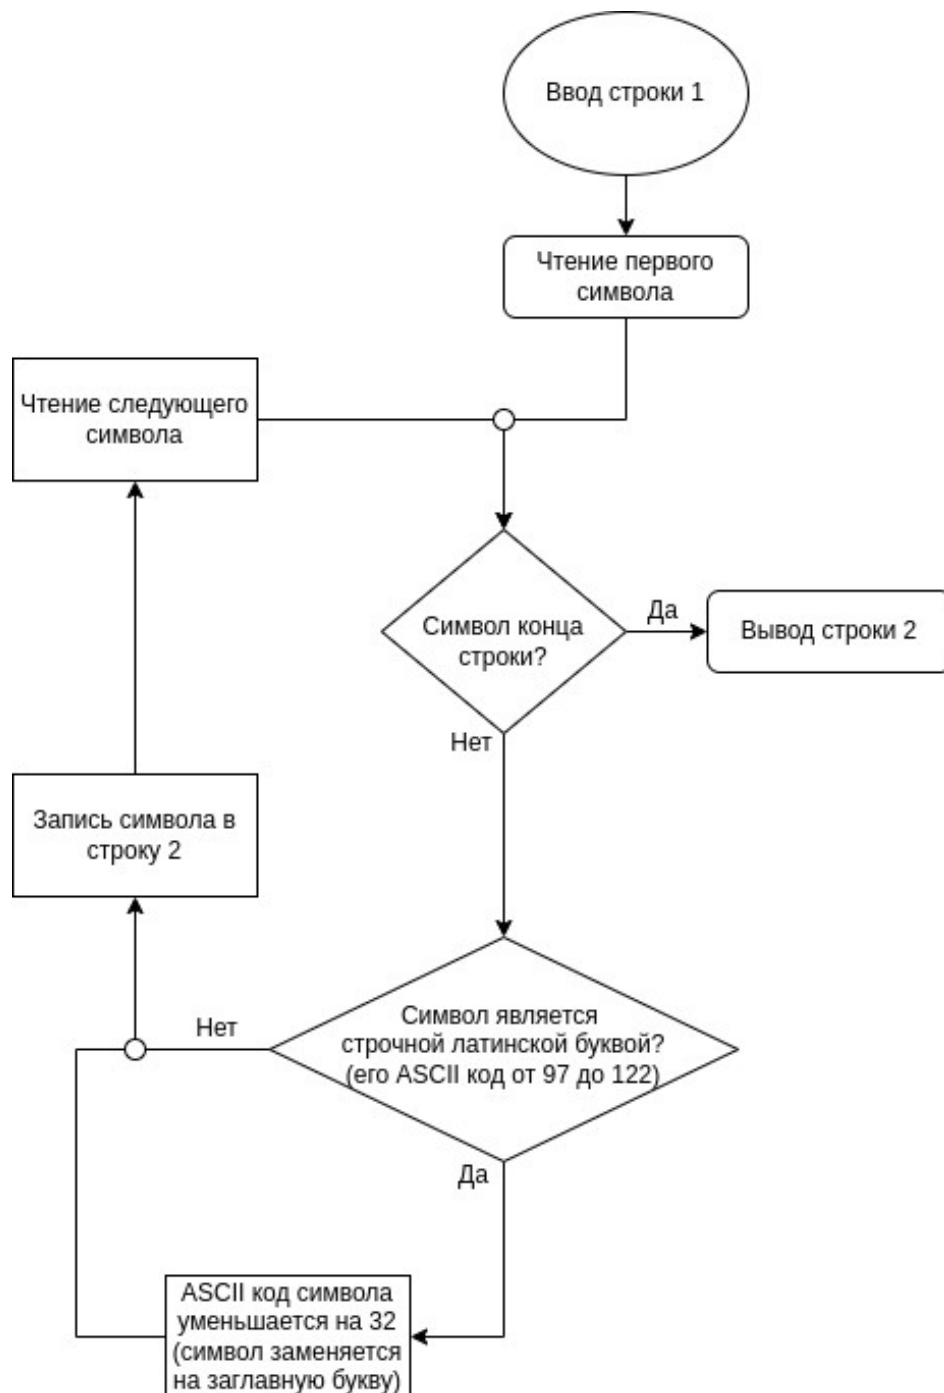 Ввод строки 1
Чтение первого
символа
Чтение следующего
символа
Символ конца
строки?
Да
Вывод строки 2
Нет
Запись символа в
строку 2
Символ является
строчной латинской буквой?
(его ASCII код от 97 до 122)
Нет
Да
ASCII код символа
уменьшается на 32
(символ заменяется
на заглавную букву)